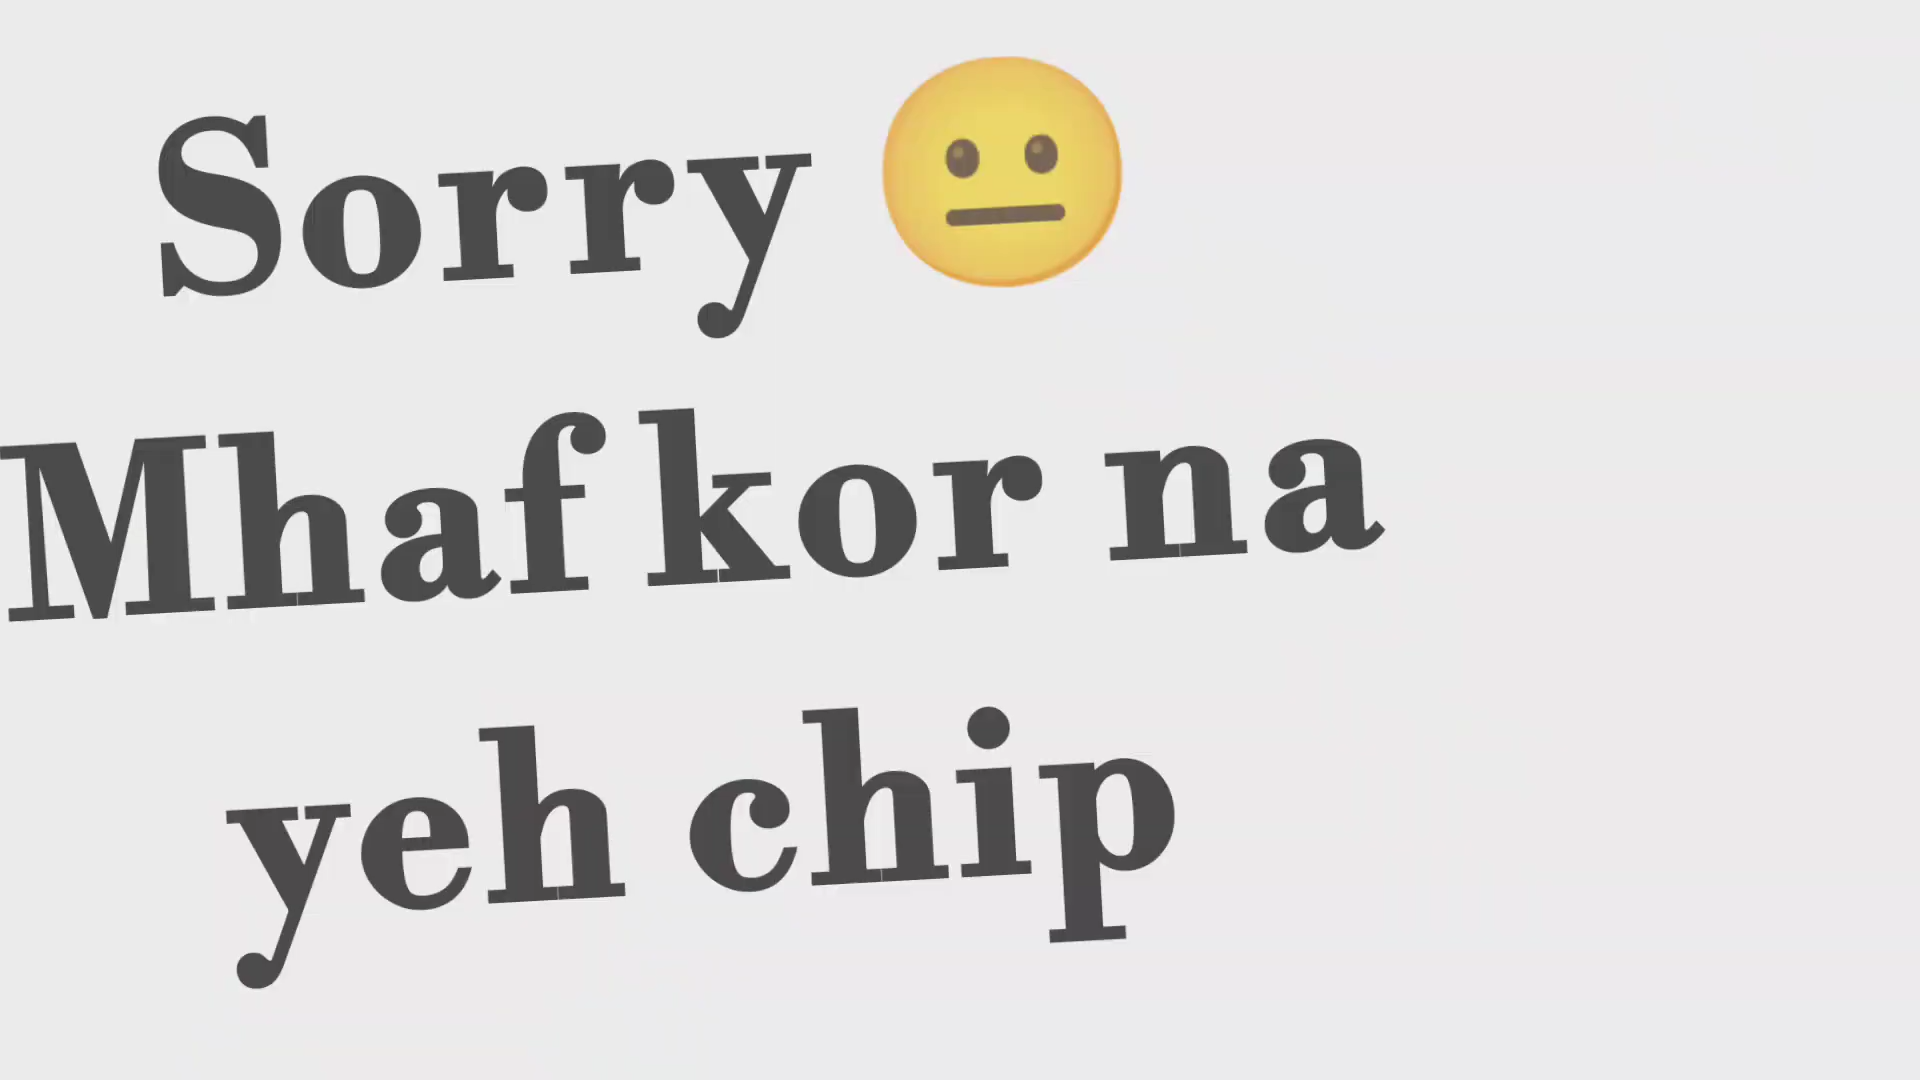 Sorry 😐
Mhaf kor na
yeh chip